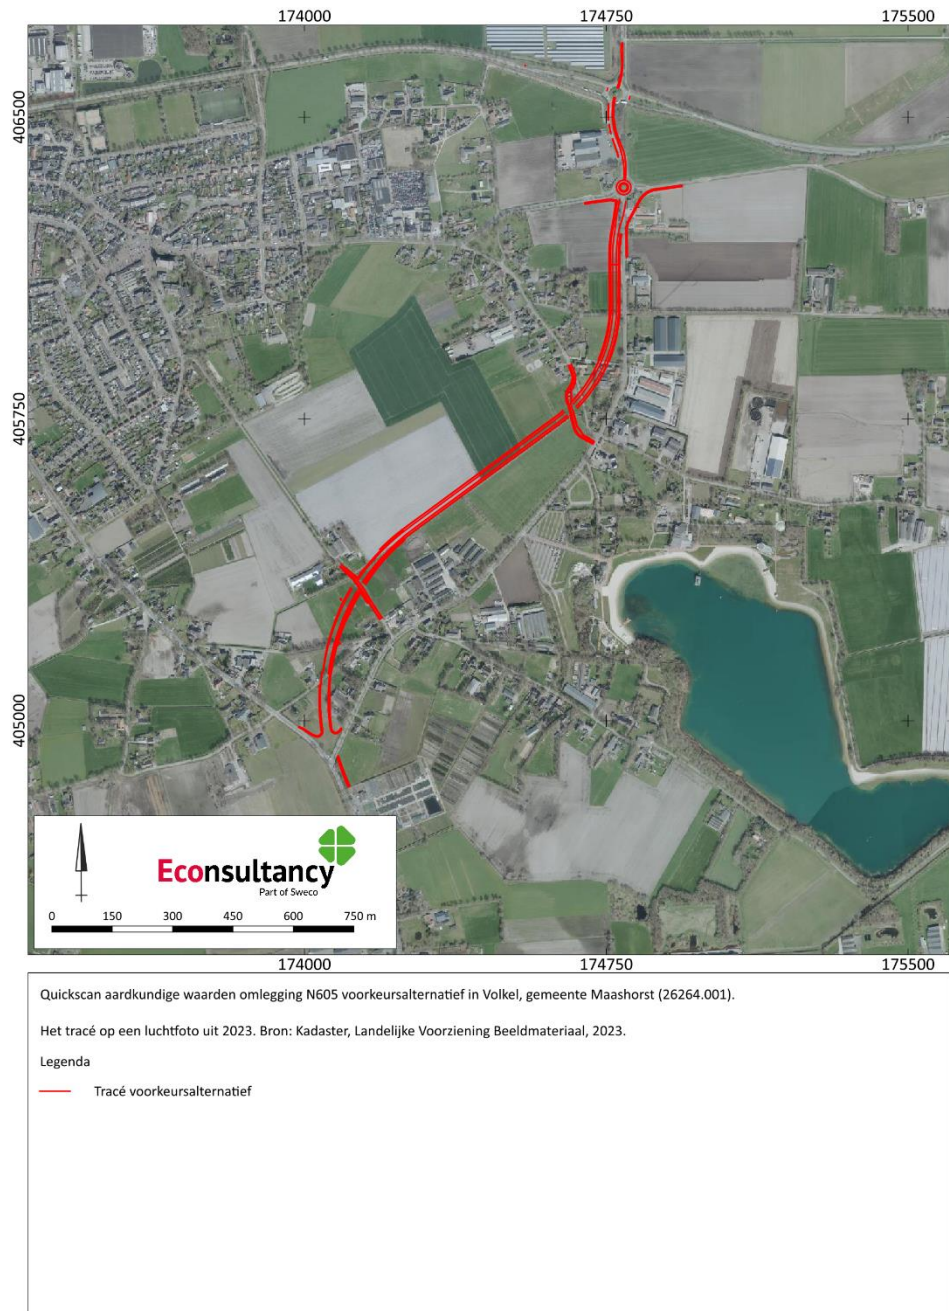 174000 174750 175500
406500
405750
405000
Econsultancy
Part of Sweco
0 150 300 450 600 750 m
174000 174750 175500
Quickscan aardkundige waarden omlegging N605 voorkeursalternatief in Volkel, gemeente Maashorst (26264.001).
Het tracé op een luchtfoto uit 2023. Bron: Kadaster, Landelijke Voorziening Beeldmateriaal, 2023.
Legenda
Tracé voorkeursalternatief